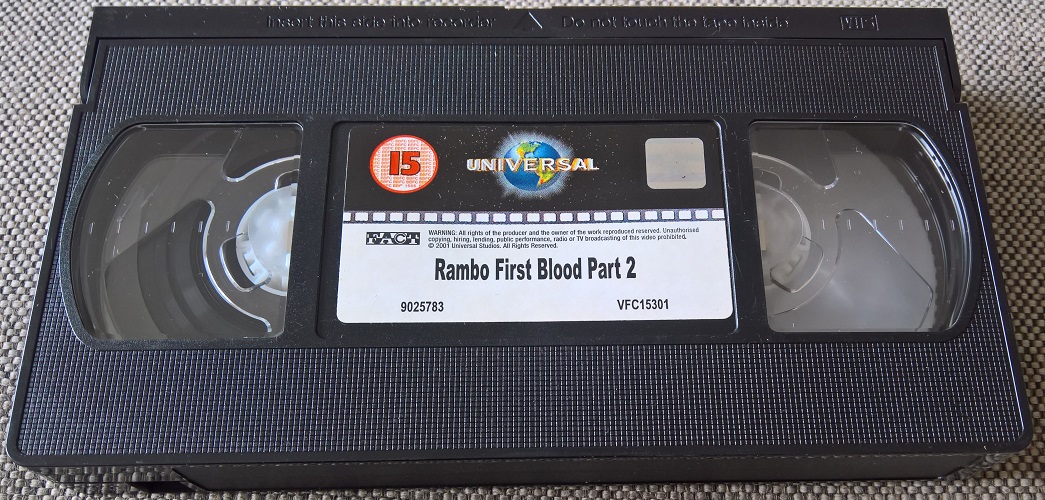 Insert this side into recorder △ Do not touch the tape inside VHS
15
UNIVERSAL
FACT
WARNING: All rights of the producer and the owner of the work reproduced reserved. Unauthorised
copying, hiring, lending, public performance, radio or TV broadcasting of this video prohibited.
© 2001 Universal Studios. All Rights Reserved.
Rambo First Blood Part 2
9025783 VFC15301